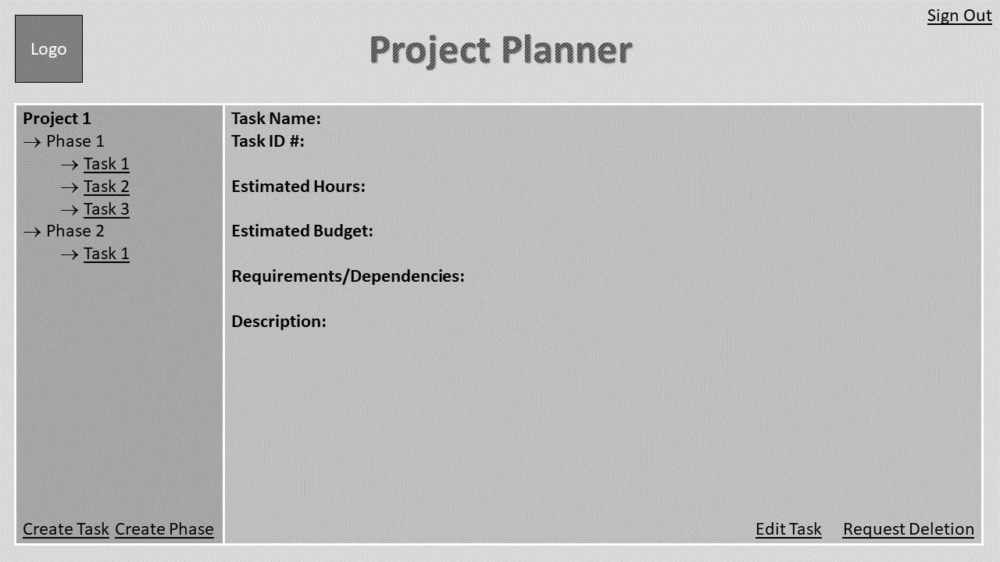 Sign Out
Logo
Project Planner
Project 1
→ Phase 1
→ Task 1
→ Task 2
→ Task 3
→ Phase 2
→ Task 1
Create Task Create Phase
Task Name:
Task ID #:
Estimated Hours:
Estimated Budget:
Requirements/Dependencies:
Description:
Edit Task Request Deletion